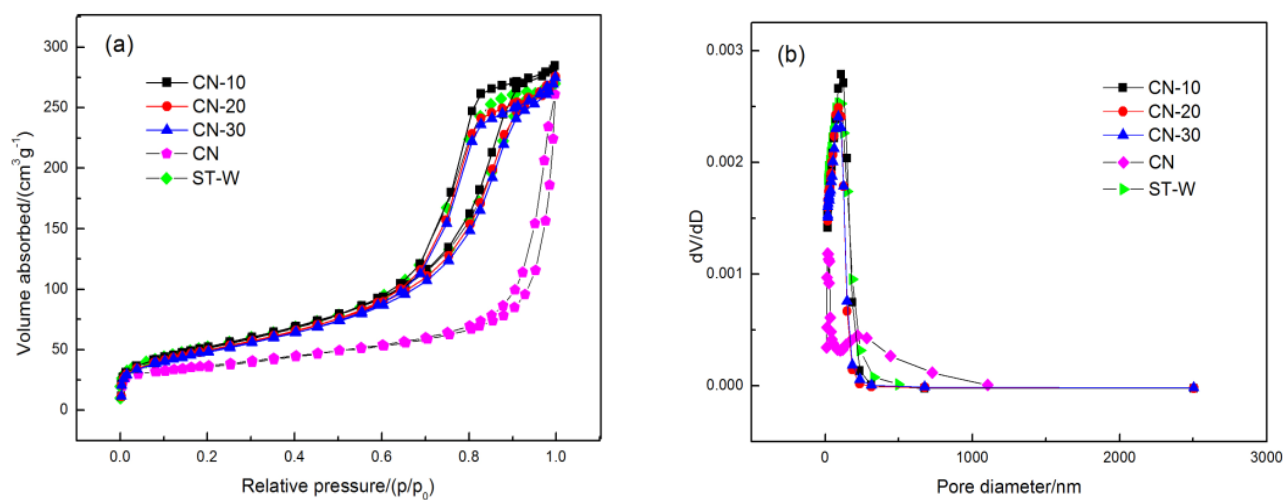 (a)
CN-10
CN-20
CN-30
CN
ST-W
350
300
250
200
150
100
50
0
0.0 0.2 0.4 0.6 0.8 1.0
Volume absorbed/(cm³g⁻¹)
Relative pressure/(p/p₀)
(b)
CN-10
CN-20
CN-30
CN
ST-W
0.003
0.002
0.001
0.000
0 1000 2000 3000
dV/dD
Pore diameter/nm